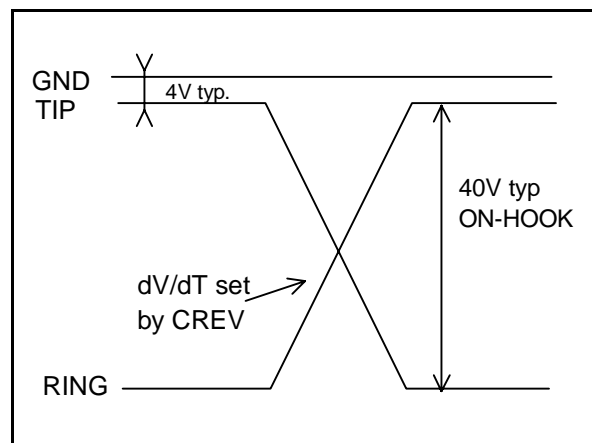 GND
4V typ.
TIP
40V typ
ON-HOOK
dV/dT set
by CREV
RING